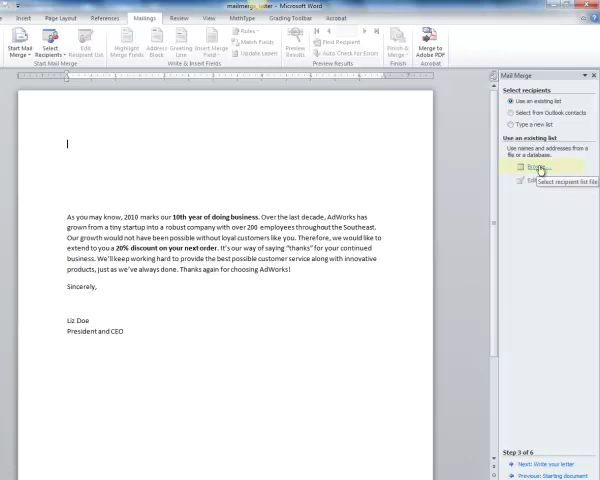 mailmerge_letter - Microsoft Word
Insert Page Layout References Mailings Review View MathType Grading Toolbar Acrobat
Start Mail Merge Select Recipients Edit Recipient List
Highlight Merge Fields Address Block Greeting Line Insert Merge Field
Rules
Match Fields
Update Labels
Preview Results
Find Recipient
Auto Check for Errors
Finish & Merge
Merge to Adobe PDF
Start Mail Merge Write & Insert Fields Preview Results Finish Acrobat
As you may know, 2010 marks our 10th year of doing business. Over the last decade, AdWorks has
grown from a tiny startup into a robust company with over 200 employees throughout the Southeast.
Our growth would not have been possible without loyal customers like you. Therefore, we would like to
extend to you a 20% discount on your next order. It's our way of saying "thanks" for your continued
business. We'll keep working hard to provide the best possible customer service along with innovative
products, just as we've always done. Thanks again for choosing AdWorks!
Sincerely,
Liz Doe
President and CEO
Mail Merge
Select recipients
Use an existing list
Select from Outlook contacts
Type a new list
Use an existing list
Use names and addresses from a
file or a database.
Browse...
Select recipient list file
Step 3 of 6
Next: Write your letter
Previous: Starting document